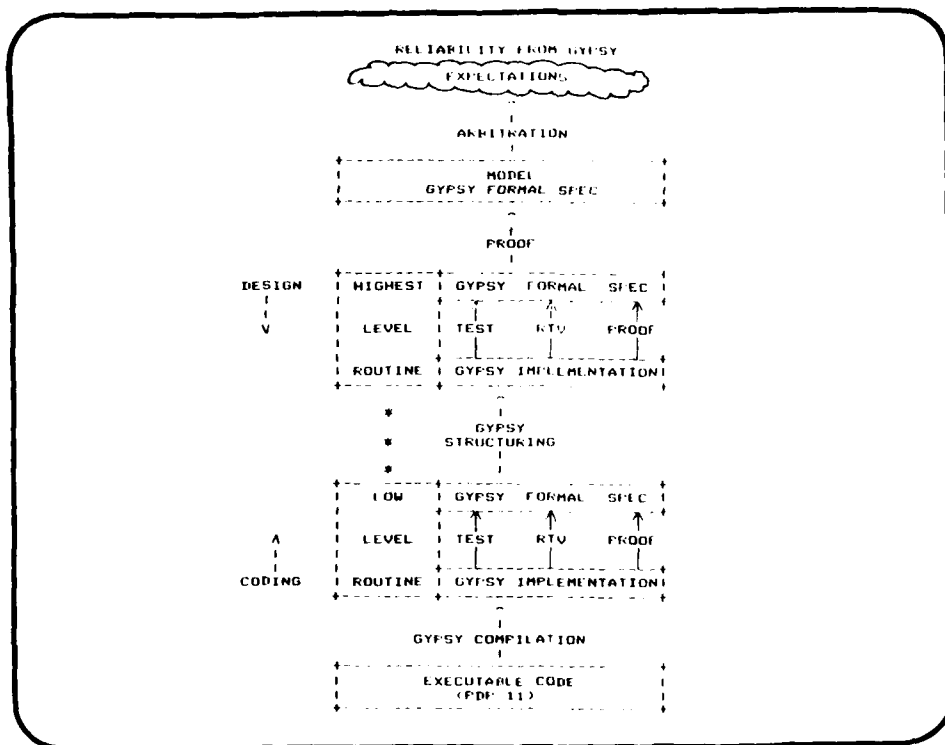 RELIABILITY FROM GYPSY
EXPECTATIONS
ARBITRATION
MODEL
GYPSY FORMAL SPEC
PROOF
DESIGN HIGHEST GYPSY FORMAL SPEC
LEVEL TEST RTV PROOF
ROUTINE GYPSY IMPLEMENTATION
* GYPSY
* STRUCTURING
*
LOW GYPSY FORMAL SPEC
LEVEL TEST RTV PROOF
CODING ROUTINE GYPSY IMPLEMENTATION
GYPSY COMPILATION
EXECUTABLE CODE
(PDP 11)